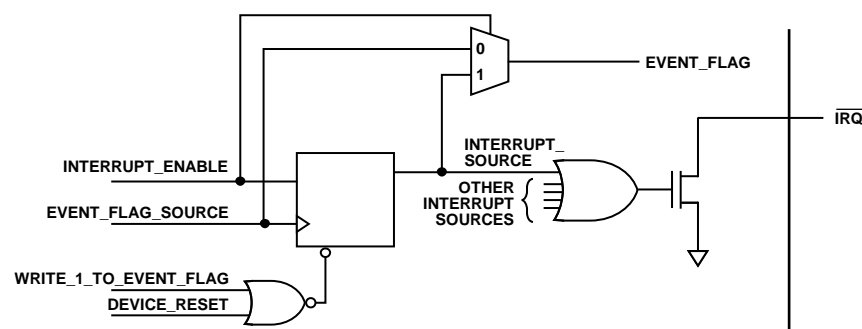 0
EVENT_FLAG
1
IRQ
INTERRUPT_
SOURCE
INTERRUPT_ENABLE
OTHER
INTERRUPT
SOURCES
EVENT_FLAG_SOURCE
WRITE_1_TO_EVENT_FLAG
DEVICE_RESET